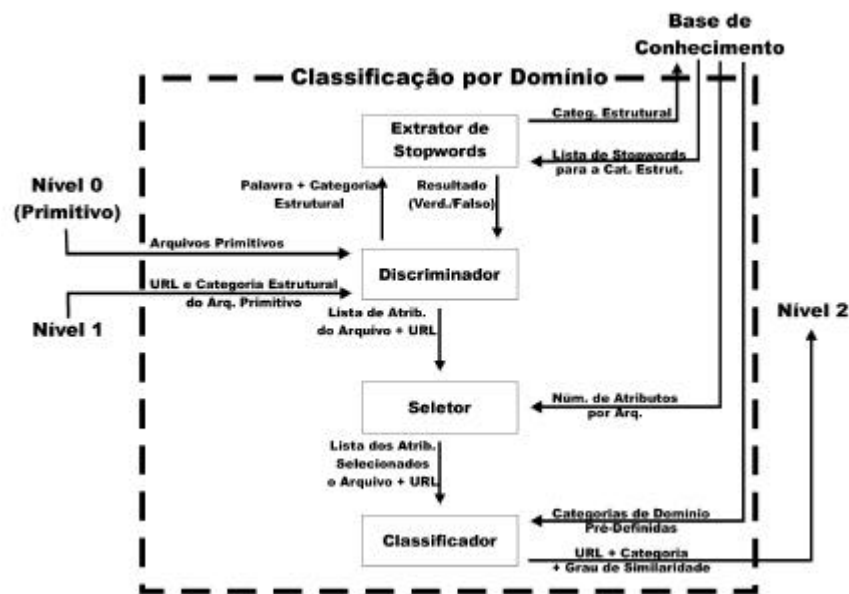 Base de
Conhecimento
Classificação por Domínio
Extrator de
Stopwords
Categ. Estrutural
Lista de Stopwords
para a Cat. Estrut.
Nível 0
(Primitivo)
Palavra + Categoria
Estrutural
Resultado
(Verd./Falso)
Arquivos Primitivos
Discriminador
URL e Categoria Estrutural
do Arq. Primitivo
Nível 1
Lista de Atrib.
do Arquivo + URL
Nível 2
Seletor
Núm. de Atributos
por Arq.
Lista dos Atrib.
Selecionados
o Arquivo + URL
Categorias de Domínio
Pré-Definidas
Classificador
URL + Categoria
+ Grau de Similaridade